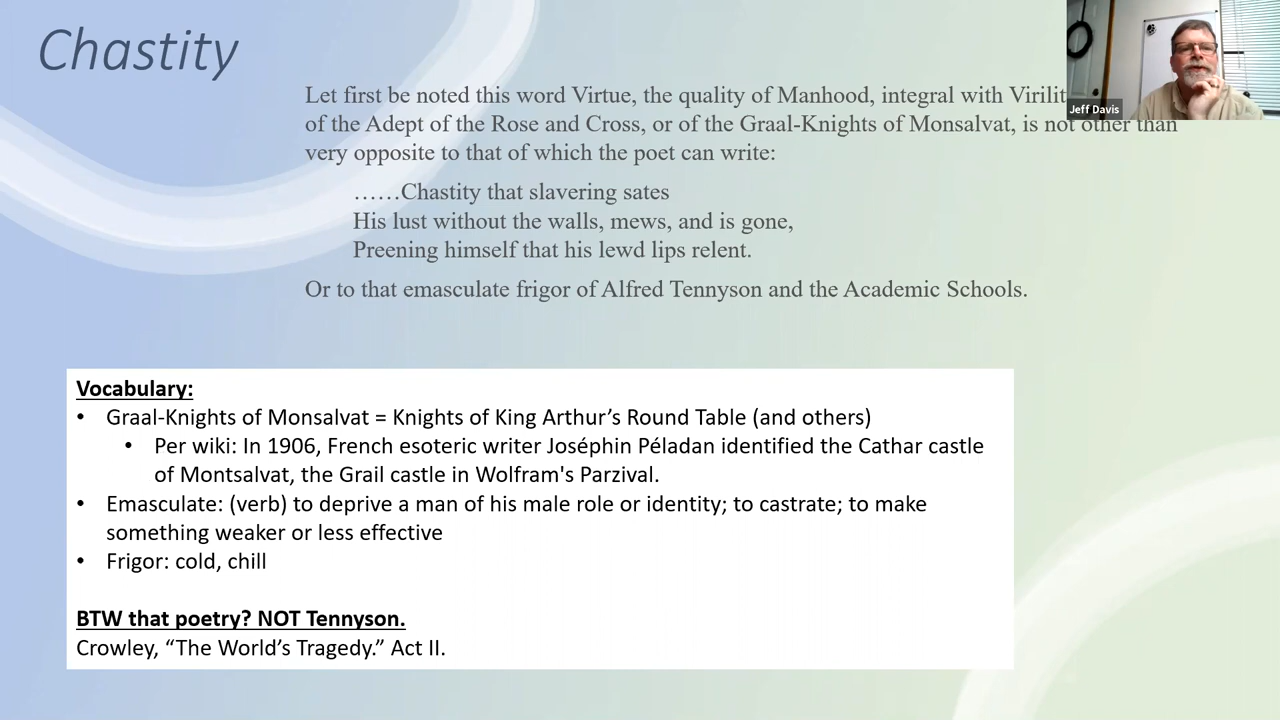 Chastity
Let first be noted this word Virtue, the quality of Manhood, integral with
of the Adept of the Rose and Cross, or of the Graal-Knights of Monsalvat, is not other than
very opposite to that of which the poet can write:
……Chastity that slavering sates
His lust without the walls, mews, and is gone,
Preening himself that his lewd lips relent.
Or to that emasculate frigor of Alfred Tennyson and the Academic Schools.
Jeff Davis
Vocabulary:
• Graal-Knights of Monsalvat = Knights of King Arthur’s Round Table (and others)
• Per wiki: In 1906, French esoteric writer Joséphin Péladan identified the Cathar castle
of Montsalvat, the Grail castle in Wolfram's Parzival.
• Emasculate: (verb) to deprive a man of his male role or identity; to castrate; to make
something weaker or less effective
• Frigor: cold, chill
BTW that poetry? NOT Tennyson.
Crowley, “The World’s Tragedy.” Act II.